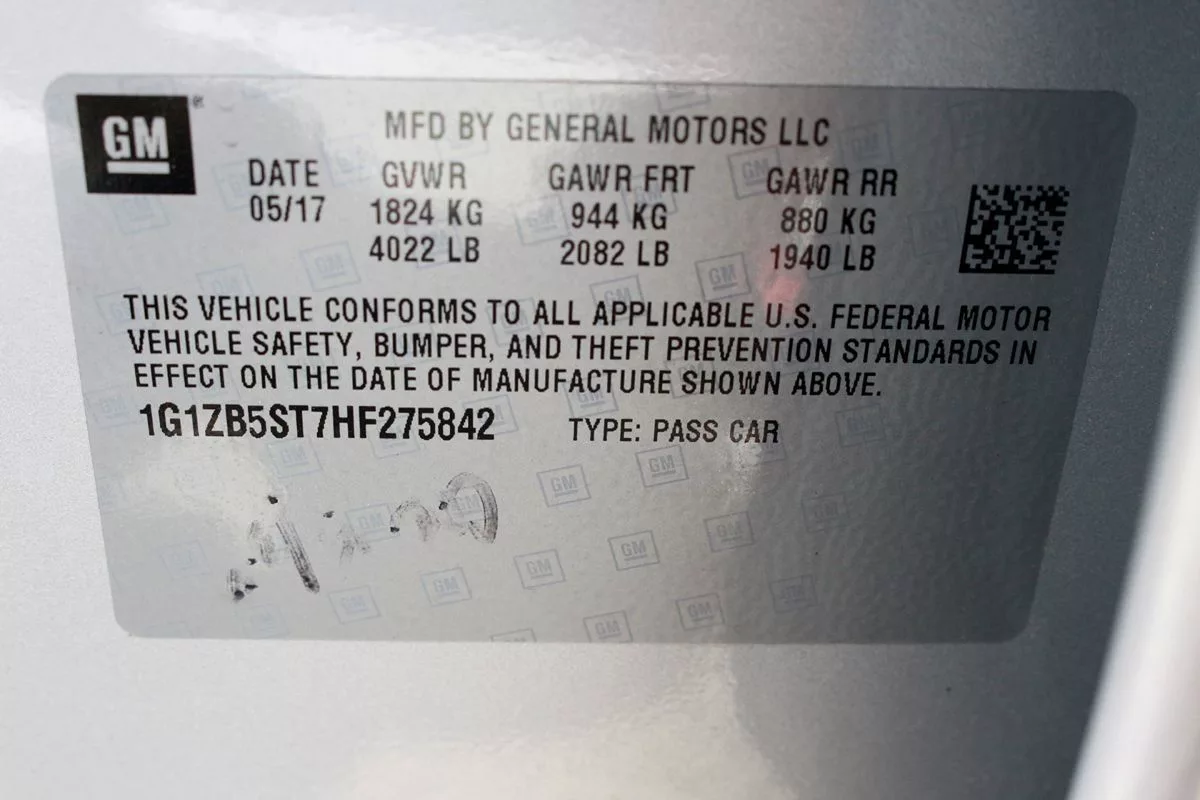 GM
MFD BY GENERAL MOTORS LLC
DATE GVWR GAWR FRT GAWR RR
05/17 1824 KG 944 KG 880 KG
4022 LB 2082 LB 1940 LB
THIS VEHICLE CONFORMS TO ALL APPLICABLE U.S. FEDERAL MOTOR
VEHICLE SAFETY, BUMPER, AND THEFT PREVENTION STANDARDS IN
EFFECT ON THE DATE OF MANUFACTURE SHOWN ABOVE.
1G1ZB5ST7HF275842 TYPE: PASS CAR